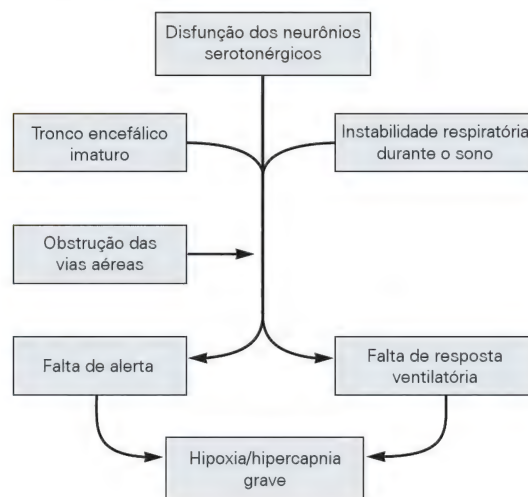 Disfunção dos neurônios
serotonérgicos
Tronco encefálico
imaturo
Instabilidade respiratória
durante o sono
Obstrução das
vias aéreas
Falta de alerta
Falta de resposta
ventilatória
Hipoxia/hipercapnia
grave